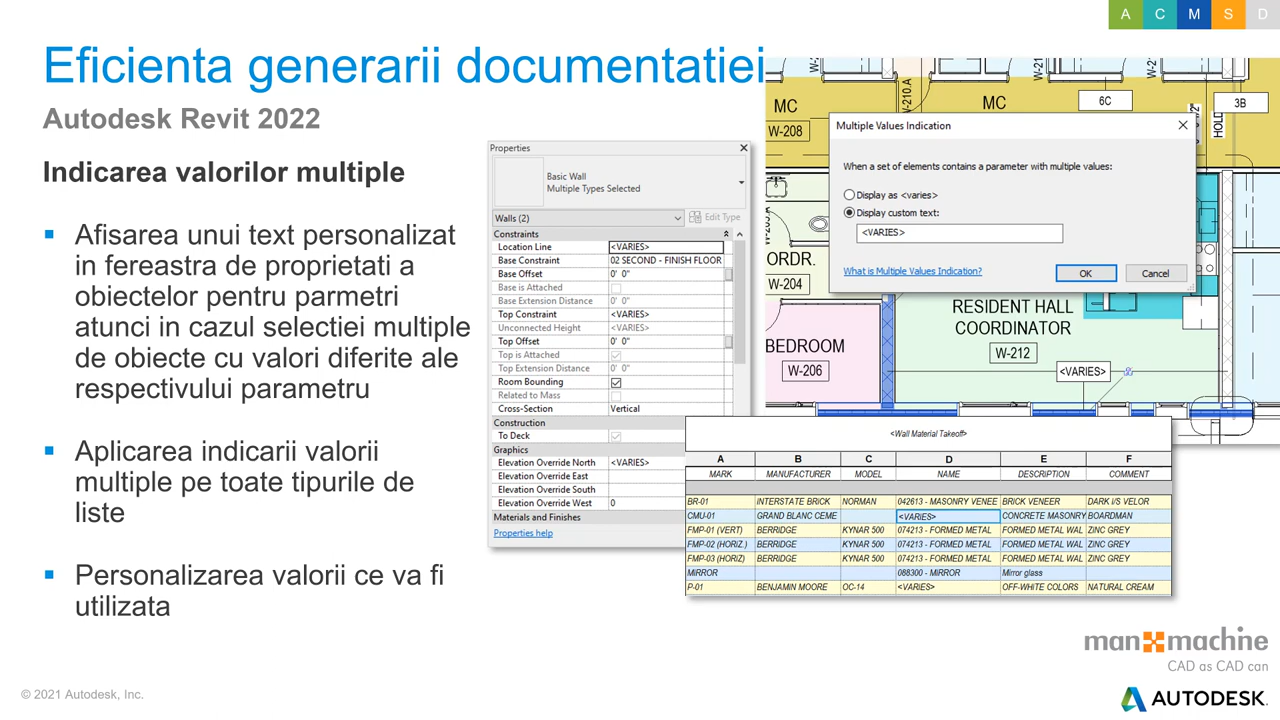 A C M S D
Eficienta generarii documentatiei
Autodesk Revit 2022
Indicarea valorilor multiple
Afisarea unui text personalizat
in fereastra de proprietati a
obiectelor pentru parmetri
atunci in cazul selectiei multiple
de obiecte cu valori diferite ale
respectivului parametru
Aplicarea indicarii valorii
multiple pe toate tipurile de
liste
Personalizarea valorii ce va fi
utilizata
Properties
Basic Wall
Multiple Types Selected
Walls (2) Edit Type
Constraints
Location Line <VARIES>
Base Constraint 02 SECOND - FINISH FLOOR
Base Offset 0' 0"
Base is Attached
Base Extension Distance 0' 0"
Top Constraint <VARIES>
Unconnected Height <VARIES>
Top Offset 0' 0"
Top is Attached
Top Extension Distance 0' 0"
Room Bounding
Related to Mass
Cross-Section Vertical
Construction
To Deck
Graphics
Elevation Override North <VARIES>
Elevation Override East
Elevation Override South
Elevation Override West 0
Materials and Finishes
Properties help
W-210.A
MC
W-208
MC
6C
3B
HOLD
Multiple Values Indication
When a set of elements contains a parameter with multiple values:
Display as <varies>
Display custom text:
<VARIES>
What is Multiple Values Indication?
OK Cancel
ORDR.
W-204
BEDROOM
W-206
RESIDENT HALL
COORDINATOR
W-212
<VARIES>
<Wall Material Takeoff>
A B C D E F
MARK MANUFACTURER MODEL NAME DESCRIPTION COMMENT
BR-01 INTERSTATE BRICK NORMAN 042613 - MASONRY VENEE BRICK VENEER DARK I/S VELOR
CMU-01 GRAND BLANC CEME <VARIES> CONCRETE MASONRY BOARDMAN
FMP-01 (VERT) BERRIDGE KYNAR 500 074213 - FORMED METAL FORMED METAL WAL ZINC GREY
FMP-02 (HORIZ.) BERRIDGE KYNAR 500 074213 - FORMED METAL FORMED METAL WAL ZINC GREY
FMP-03 (HORIZ) BERRIDGE KYNAR 500 074213 - FORMED METAL FORMED METAL WAL ZINC GREY
MIRROR 088300 - MIRROR Mirror glass
P-01 BENJAMIN MOORE OC-14 <VARIES> OFF-WHITE COLORS NATURAL CREAM
man machine
CAD as CAD can
© 2021 Autodesk, Inc.
AUTODESK.